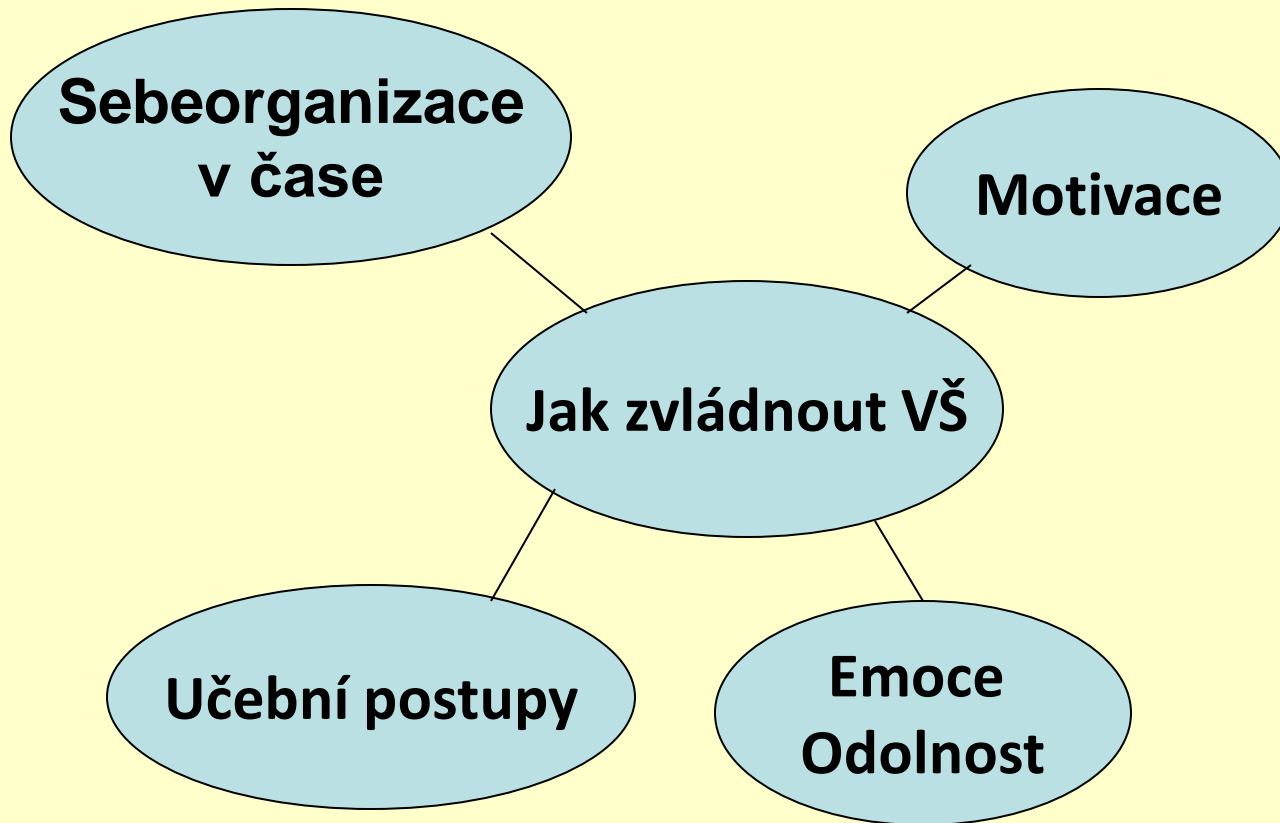 Sebeorganizace
v čase
Motivace
Jak zvládnout VŠ
Učební postupy
Emoce
Odolnost